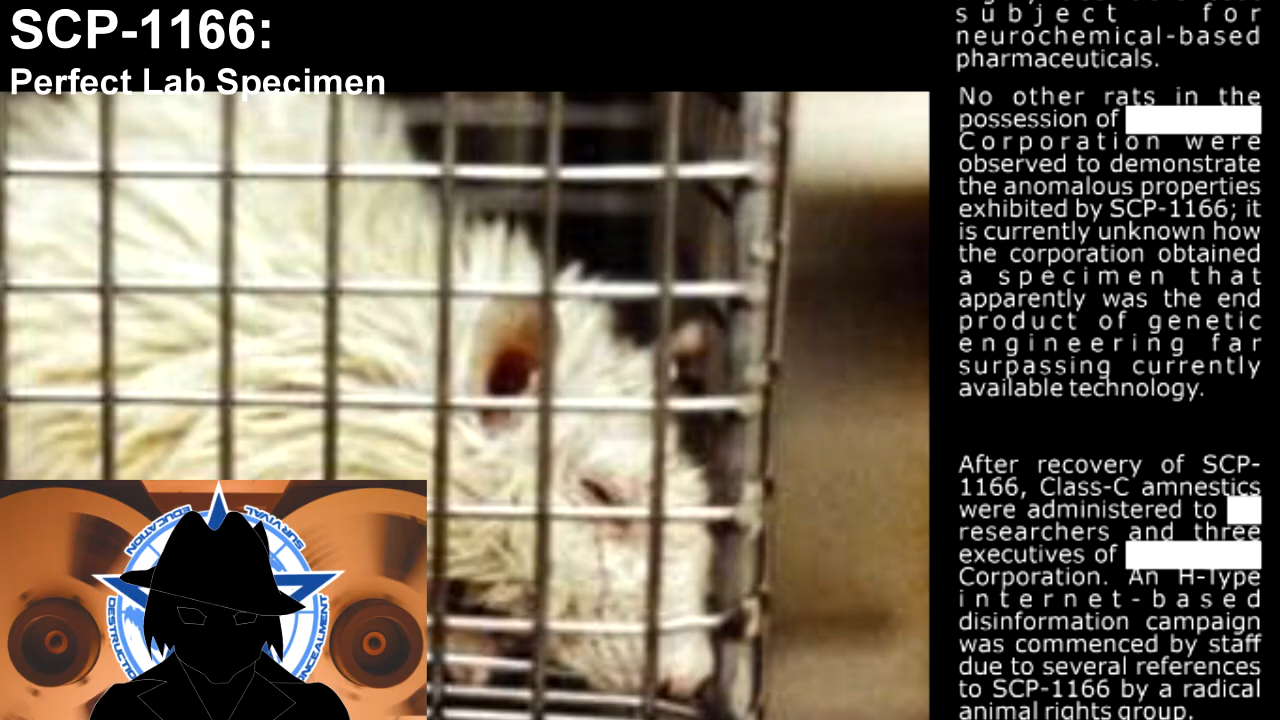 SCP-1166:
Perfect Lab Specimen
subject for
neurochemical-based
pharmaceuticals.
No other rats in the
possession of
Corporation were
observed to demonstrate
the anomalous properties
exhibited by SCP-1166; it
is currently unknown how
the corporation obtained
a specimen that
apparently was the end
product of genetic
engineering far
surpassing currently
available technology.
After recovery of SCP-
1166, Class-C amnestics
were administered to
researchers and three
executives of
Corporation. An H-Type
internet-based
disinformation campaign
was commenced by staff
due to several references
to SCP-1166 by a radical
animal rights group.
EDUCATION
SURVIVAL